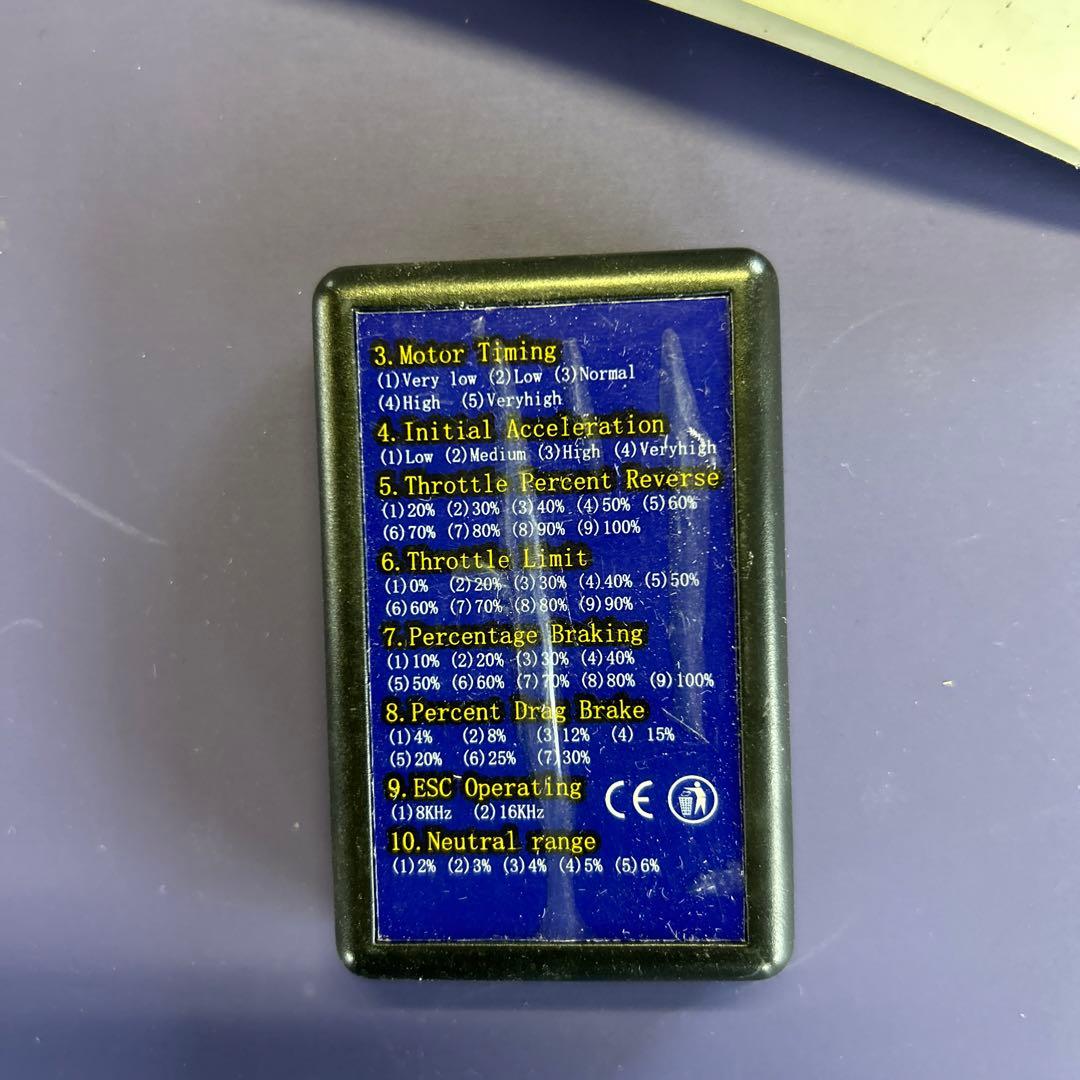 3.Motor Timing
(1)Very low (2)Low (3)Normal
(4)High (5)Veryhigh
4.Initial Acceleration
(1)Low (2)Medium (3)High (4)Veryhigh
5.Throttle Percent Reverse
(1)20% (2)30% (3)40% (4)50% (5)60%
(6)70% (7)80% (8)90% (9)100%
6.Throttle Limit
(1)0% (2)20% (3)30% (4)40% (5)50%
(6)60% (7)70% (8)80% (9)90%
7.Percentage Braking
(1)10% (2)20% (3)30% (4)40%
(5)50% (6)60% (7)70% (8)80% (9)100%
8.Percent Drag Brake
(1)4% (2)8% (3)12% (4) 15%
(5)20% (6)25% (7)30%
9.ESC Operating
(1)8KHz (2)16KHz
CE
10.Neutral range
(1)2% (2)3% (3)4% (4)5% (5)6%